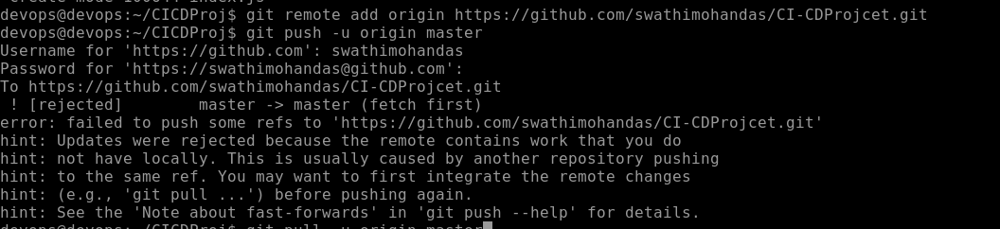 devops@devops:~/CICDProj$ git remote add origin https://github.com/swathimohandas/CI-CDProjcet.git
devops@devops:~/CICDProj$ git push -u origin master
Username for 'https://github.com': swathimohandas
Password for 'https://swathimohandas@github.com':
To https://github.com/swathimohandas/CI-CDProjcet.git
 ! [rejected]        master -> master (fetch first)
error: failed to push some refs to 'https://github.com/swathimohandas/CI-CDProjcet.git'
hint: Updates were rejected because the remote contains work that you do
hint: not have locally. This is usually caused by another repository pushing
hint: to the same ref. You may want to first integrate the remote changes
hint: (e.g., 'git pull ...') before pushing again.
hint: See the 'Note about fast-forwards' in 'git push --help' for details.
devops@devops:~/CICDProj$ git pull -u origin master